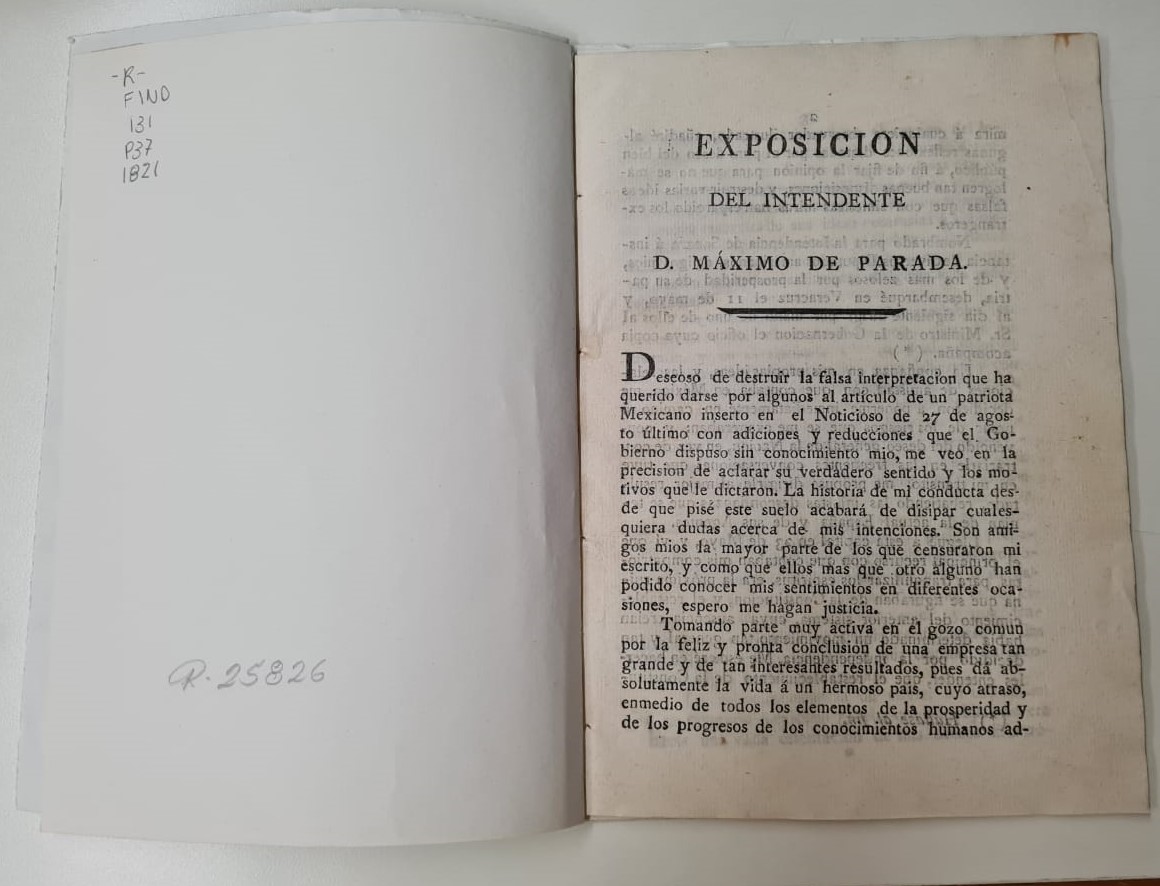 -R-
FIND
131
P37
1821
R-25826
EXPOSICION
DEL INTENDENTE
D. MÁXIMO DE PARADA.
Deseoso de destruir la falsa interpretacion que ha
querido darse por algunos al artículo de un patriota
Mexicano inserto en el Noticioso de 27 de agos-
to último con adiciones y reducciones que el Go-
bierno dispuso sin conocimiento mio, me veo en la
precision de aclarar su verdadero sentido y los mo-
tivos que le dictaron. La historia de mi conducta des-
de que pisé este suelo acabará de disipar cuales-
quiera dudas acerca de mis intenciones. Son ami-
gos mios la mayor parte de los que censuraron mi
escrito, y como que ellos mas que otro alguno han
podido conocer mis sentimientos en diferentes oca-
siones, espero me hagan justicia.
Tomando parte muy activa en el gozo comun
por la feliz y pronta conclusion de una empresa tan
grande y de tan interesantes resultados, pues dá ab-
solutamente la vida á un hermoso pais, cuyo atraso,
enmedio de todos los elementos de la prosperidad y
de los progresos de los conocimientos humanos ad-